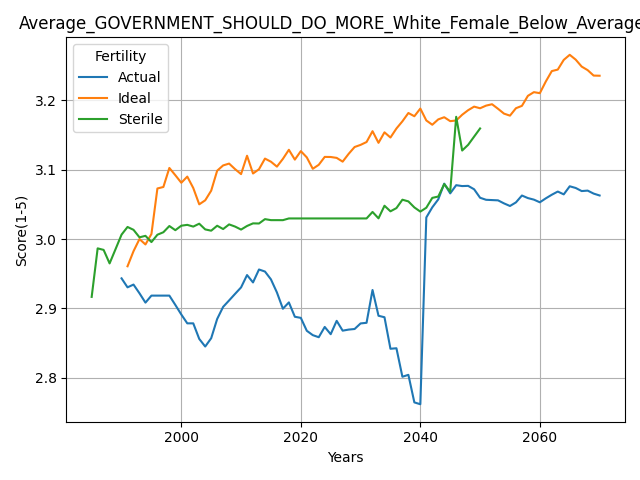 Average_GOVERNMENT_SHOULD_DO_MORE_White_Female_Below_Average
Fertility
Actual
Ideal
Sterile
3.2
3.1
3.0
2.9
2.8
Score(1-5)
2000
2020
2040
2060
Years